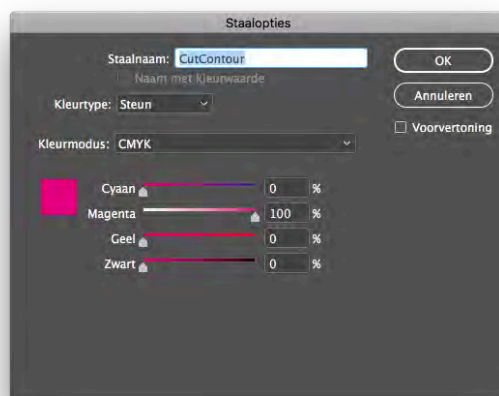 Staalopties
Staalnaam: CutContour
Naam met kleurwaarde
Kleurtype: Steun
Kleurmodus: CMYK
Cyaan 0 %
Magenta 100 %
Geel 0 %
Zwart 0 %
OK
Annuleren
Voorvertoning